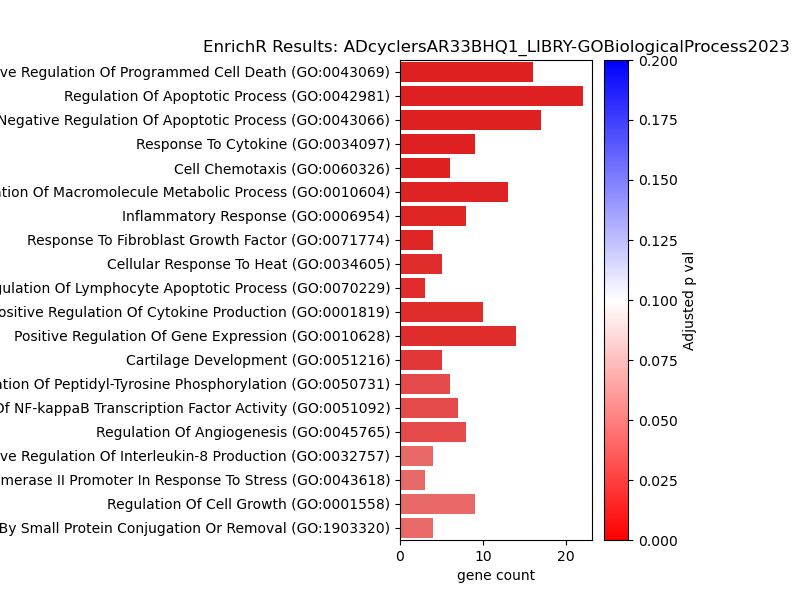 EnrichR Results: ADcyclersAR33BHQ1_LIBRY-GOBiologicalProcess2023
ve Regulation Of Programmed Cell Death (GO:0043069)
Regulation Of Apoptotic Process (GO:0042981)
Negative Regulation Of Apoptotic Process (GO:0043066)
Response To Cytokine (GO:0034097)
Cell Chemotaxis (GO:0060326)
tion Of Macromolecule Metabolic Process (GO:0010604)
Inflammatory Response (GO:0006954)
Response To Fibroblast Growth Factor (GO:0071774)
Cellular Response To Heat (GO:0034605)
gulation Of Lymphocyte Apoptotic Process (GO:0070229)
ositive Regulation Of Cytokine Production (GO:0001819)
Positive Regulation Of Gene Expression (GO:0010628)
Cartilage Development (GO:0051216)
ation Of Peptidyl-Tyrosine Phosphorylation (GO:0050731)
Of NF-kappaB Transcription Factor Activity (GO:0051092)
Regulation Of Angiogenesis (GO:0045765)
ve Regulation Of Interleukin-8 Production (GO:0032757)
merase II Promoter In Response To Stress (GO:0043618)
Regulation Of Cell Growth (GO:0001558)
By Small Protein Conjugation Or Removal (GO:1903320)
0 10 20
gene count
0.200
0.175
0.150
0.125
0.100
0.075
0.050
0.025
0.000
Adjusted p val